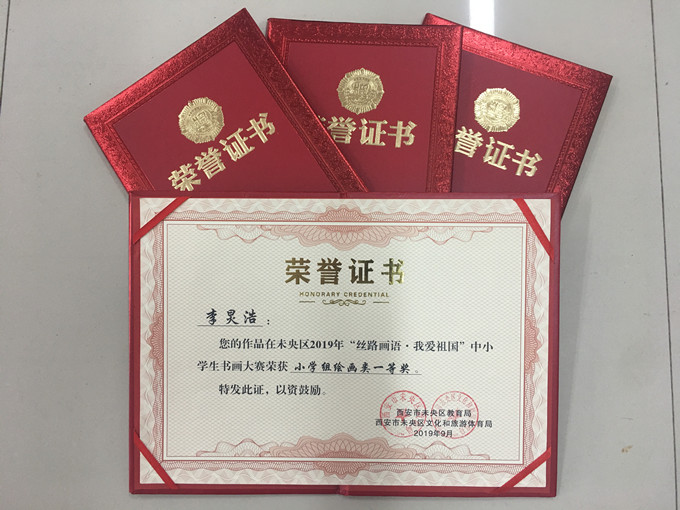 荣誉证书
荣誉证书
誉证书
荣誉证书
HONORARY CREDENTIAL
李炅浩：
您的作品在未央区2019年“丝路画语·我爱祖国”中小
学生书画大赛荣获 小学组绘画类一等奖。
特发此证，以资鼓励。
西安市未央区教育局
西安市未央区文化和旅游体育局
2019年9月